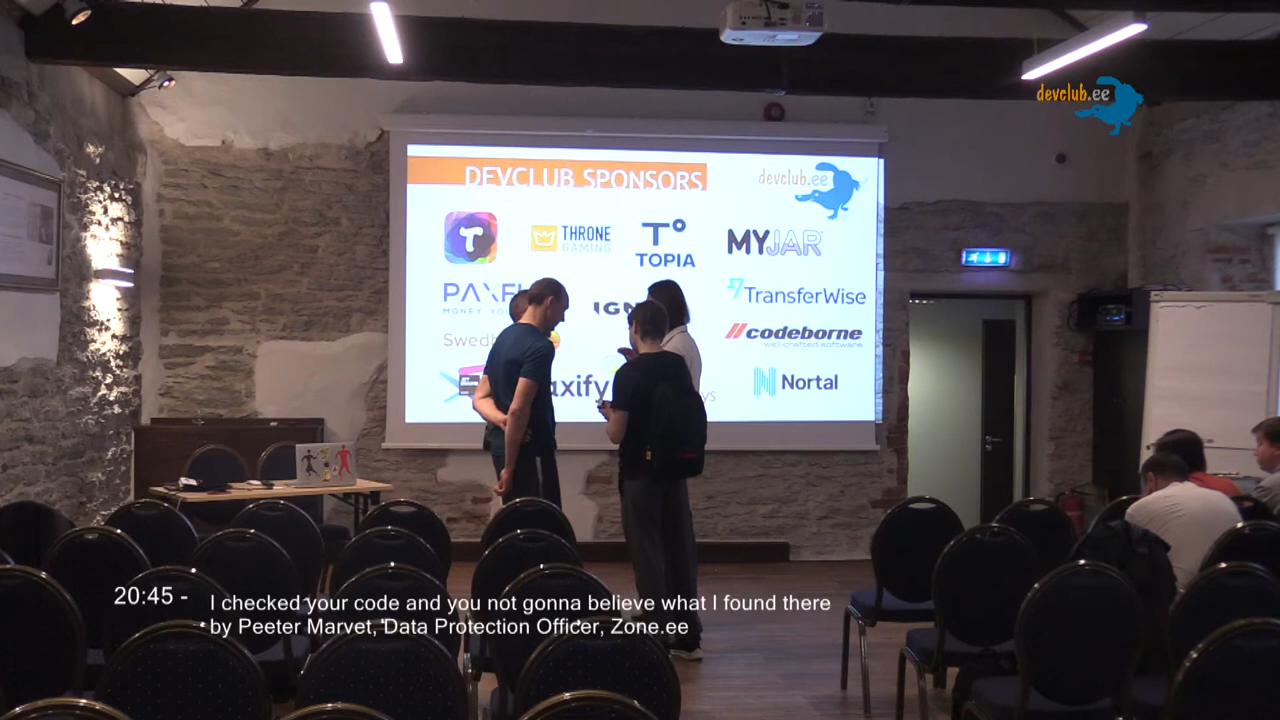 devclub.ee
DEVCLUB SPONSORS
devclub.ee
T
THRONE
GAMING
TOPIA
MYJAR
MONEY
TransferWise
codeborne
well-crafted software
Nortal
20:45 -
I checked your code and you not gonna believe what I found there
by Peeter Marvet, Data Protection Officer, Zone.ee